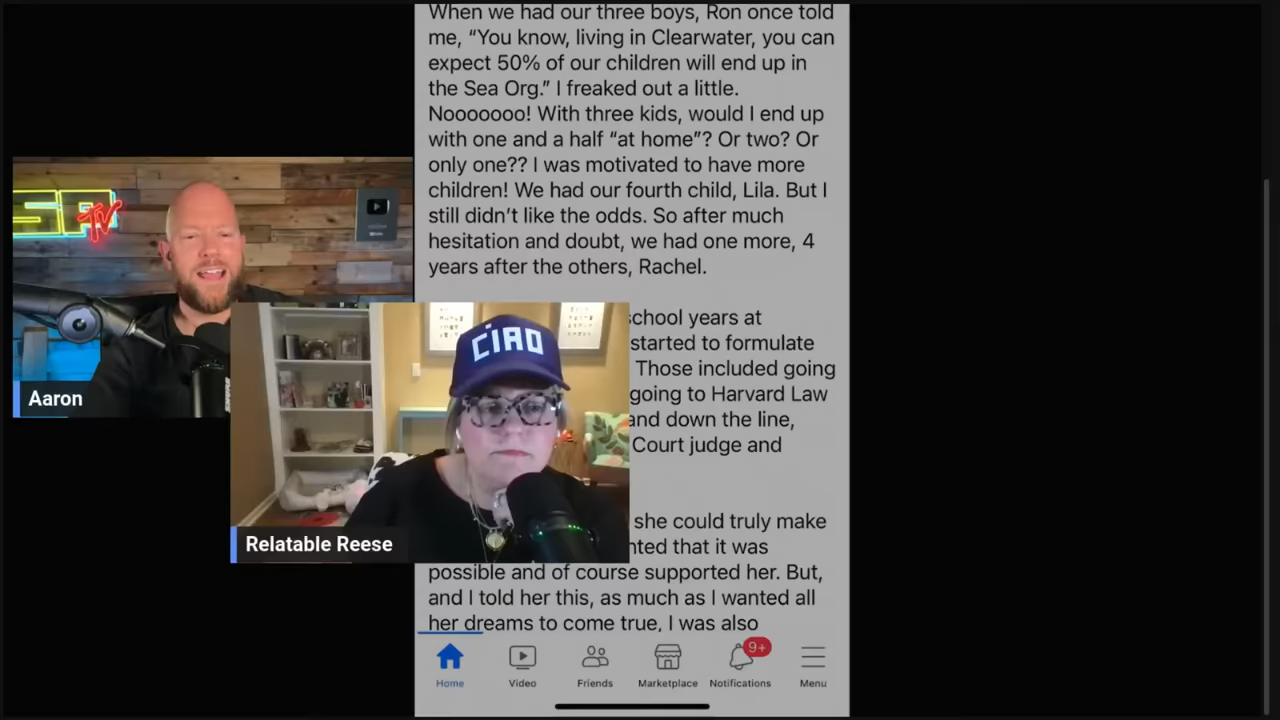 When we had our three boys, Ron once told
me, “You know, living in Clearwater, you can
expect 50% of our children will end up in
the Sea Org.” I freaked out a little.
Nooooooo! With three kids, would I end up
with one and a half “at home”? Or two? Or
only one?? I was motivated to have more
children! We had our fourth child, Lila. But I
still didn’t like the odds. So after much
hesitation and doubt, we had one more, 4
years after the others, Rachel.
school years at
started to formulate
Those included going
going to Harvard Law
and down the line,
Court judge and
she could truly make
that it was
possible and of course supported her. But,
and I told her this, as much as I wanted all
her dreams to come true, I was also
TV
Aaron
CIAO
Relatable Reese
9+
Home
Video
Friends
Marketplace
Notifications
Menu